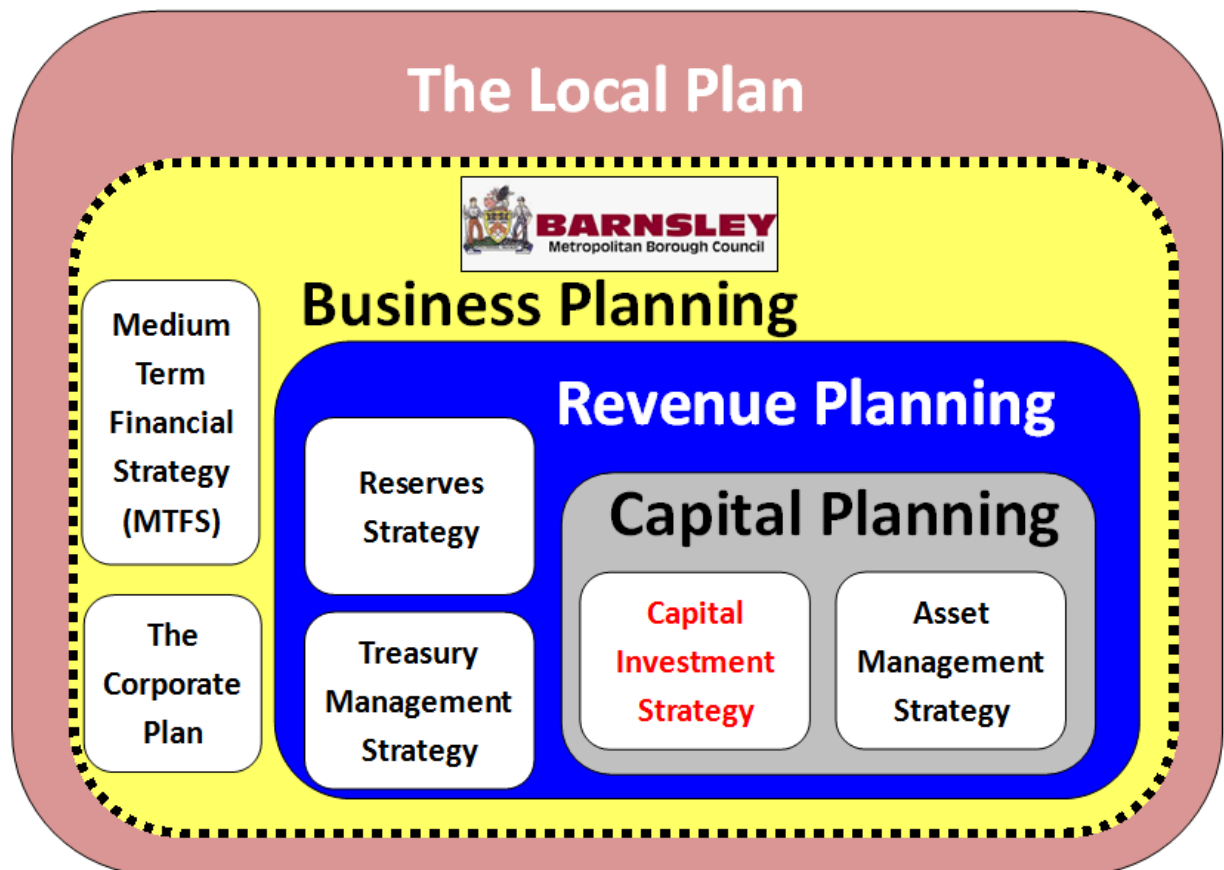 The Local Plan
BARNSLEY
Metropolitan Borough Council
Business Planning
Medium
Term
Financial
Strategy
(MTFS)
The
Corporate
Plan
Revenue Planning
Reserves
Strategy
Treasury
Management
Strategy
Capital Planning
Capital
Investment
Strategy
Asset
Management
Strategy